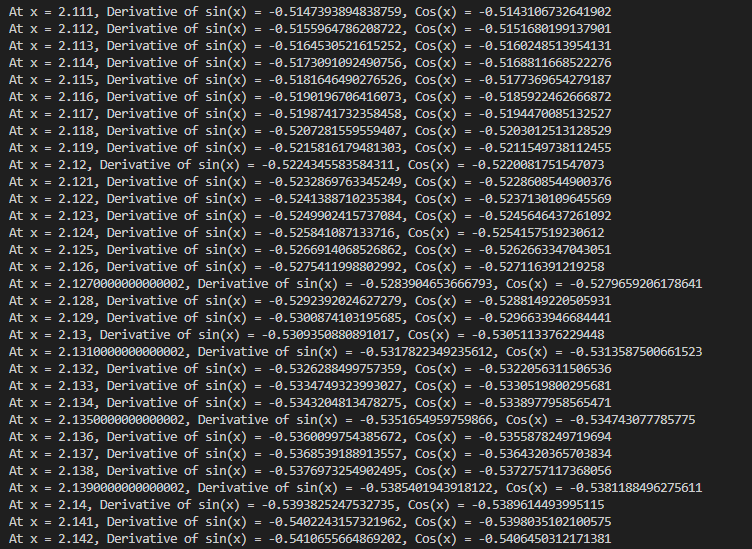 At x = 2.111, Derivative of sin(x) = -0.5147393894838759, Cos(x) = -0.5143106732641902
At x = 2.112, Derivative of sin(x) = -0.5155964786208722, Cos(x) = -0.5151680199137901
At x = 2.113, Derivative of sin(x) = -0.5164530521615252, Cos(x) = -0.5160248513954131
At x = 2.114, Derivative of sin(x) = -0.5173091092490756, Cos(x) = -0.5168811668522276
At x = 2.115, Derivative of sin(x) = -0.5181646490276526, Cos(x) = -0.5177369654279187
At x = 2.116, Derivative of sin(x) = -0.5190196706416073, Cos(x) = -0.5185922462666872
At x = 2.117, Derivative of sin(x) = -0.5198741732358458, Cos(x) = -0.5194470085132527
At x = 2.118, Derivative of sin(x) = -0.5207281559559407, Cos(x) = -0.5203012513128529
At x = 2.119, Derivative of sin(x) = -0.5215816179481303, Cos(x) = -0.5211549738112455
At x = 2.12, Derivative of sin(x) = -0.5224345583584311, Cos(x) = -0.5220081751547073
At x = 2.121, Derivative of sin(x) = -0.5232869763345249, Cos(x) = -0.5228608544900376
At x = 2.122, Derivative of sin(x) = -0.5241388710235384, Cos(x) = -0.5237130109645569
At x = 2.123, Derivative of sin(x) = -0.5249902415737084, Cos(x) = -0.5245646437261092
At x = 2.124, Derivative of sin(x) = -0.525841087133716, Cos(x) = -0.5254157519230612
At x = 2.125, Derivative of sin(x) = -0.5266914068526862, Cos(x) = -0.5262663347043051
At x = 2.126, Derivative of sin(x) = -0.5275411998802992, Cos(x) = -0.527116391219258
At x = 2.1270000000000002, Derivative of sin(x) = -0.5283904653666793, Cos(x) = -0.5279659206178641
At x = 2.128, Derivative of sin(x) = -0.5292392024627279, Cos(x) = -0.5288149220505931
At x = 2.129, Derivative of sin(x) = -0.5300874103195685, Cos(x) = -0.5296633946684441
At x = 2.13, Derivative of sin(x) = -0.5309350880891017, Cos(x) = -0.5305113376229448
At x = 2.1310000000000002, Derivative of sin(x) = -0.5317822349235612, Cos(x) = -0.5313587500661523
At x = 2.132, Derivative of sin(x) = -0.5326288499757359, Cos(x) = -0.5322056311506536
At x = 2.133, Derivative of sin(x) = -0.5334749323993027, Cos(x) = -0.5330519800295681
At x = 2.134, Derivative of sin(x) = -0.5343204813478275, Cos(x) = -0.5338977958565471
At x = 2.1350000000000002, Derivative of sin(x) = -0.5351654959759866, Cos(x) = -0.534743077785775
At x = 2.136, Derivative of sin(x) = -0.536009975438​5672, Cos(x) = -0.5355878249719694
At x = 2.137, Derivative of sin(x) = -0.5368539188913557, Cos(x) = -0.5364320365703834
At x = 2.138, Derivative of sin(x) = -0.5376973254902495, Cos(x) = -0.5372757117368056
At x = 2.1390000000000002, Derivative of sin(x) = -0.5385401943918122, Cos(x) = -0.5381188496275611
At x = 2.14, Derivative of sin(x) = -0.5393825247532735, Cos(x) = -0.5389614493995115
At x = 2.141, Derivative of sin(x) = -0.5402243157321962, Cos(x) = -0.5398035102100575
At x = 2.142, Derivative of sin(x) = -0.5410655664869202, Cos(x) = -0.5406450312171381